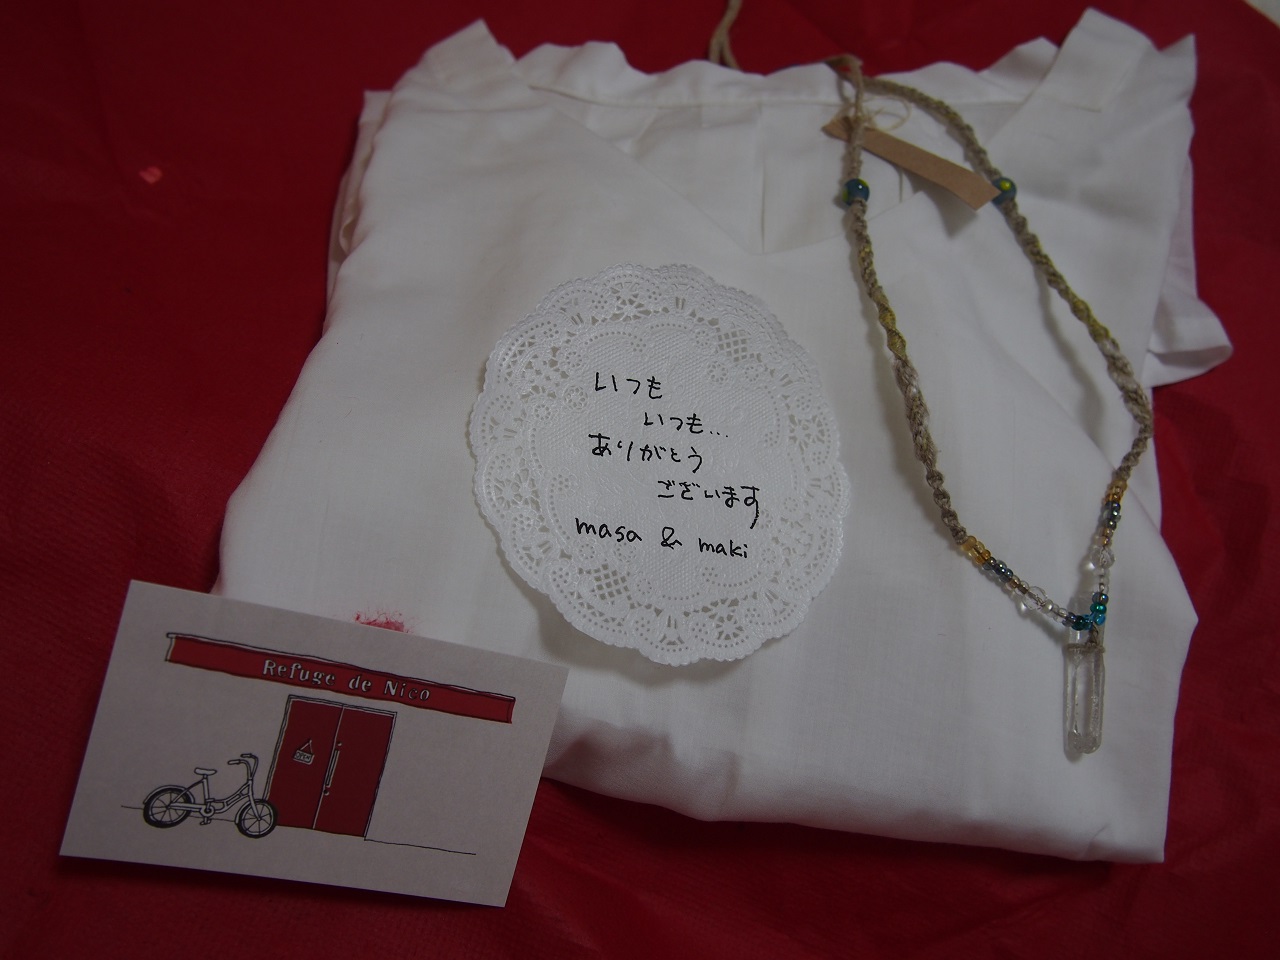 いつも
いつも…
ありがとう
ございます
masa & maki
Refuge de Nico